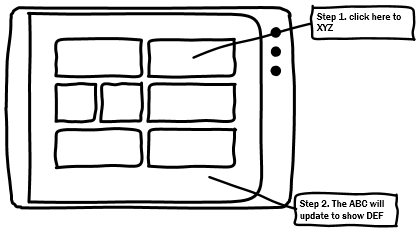 Step 1. click here to
XYZ
Step 2. The ABC will
update to show DEF